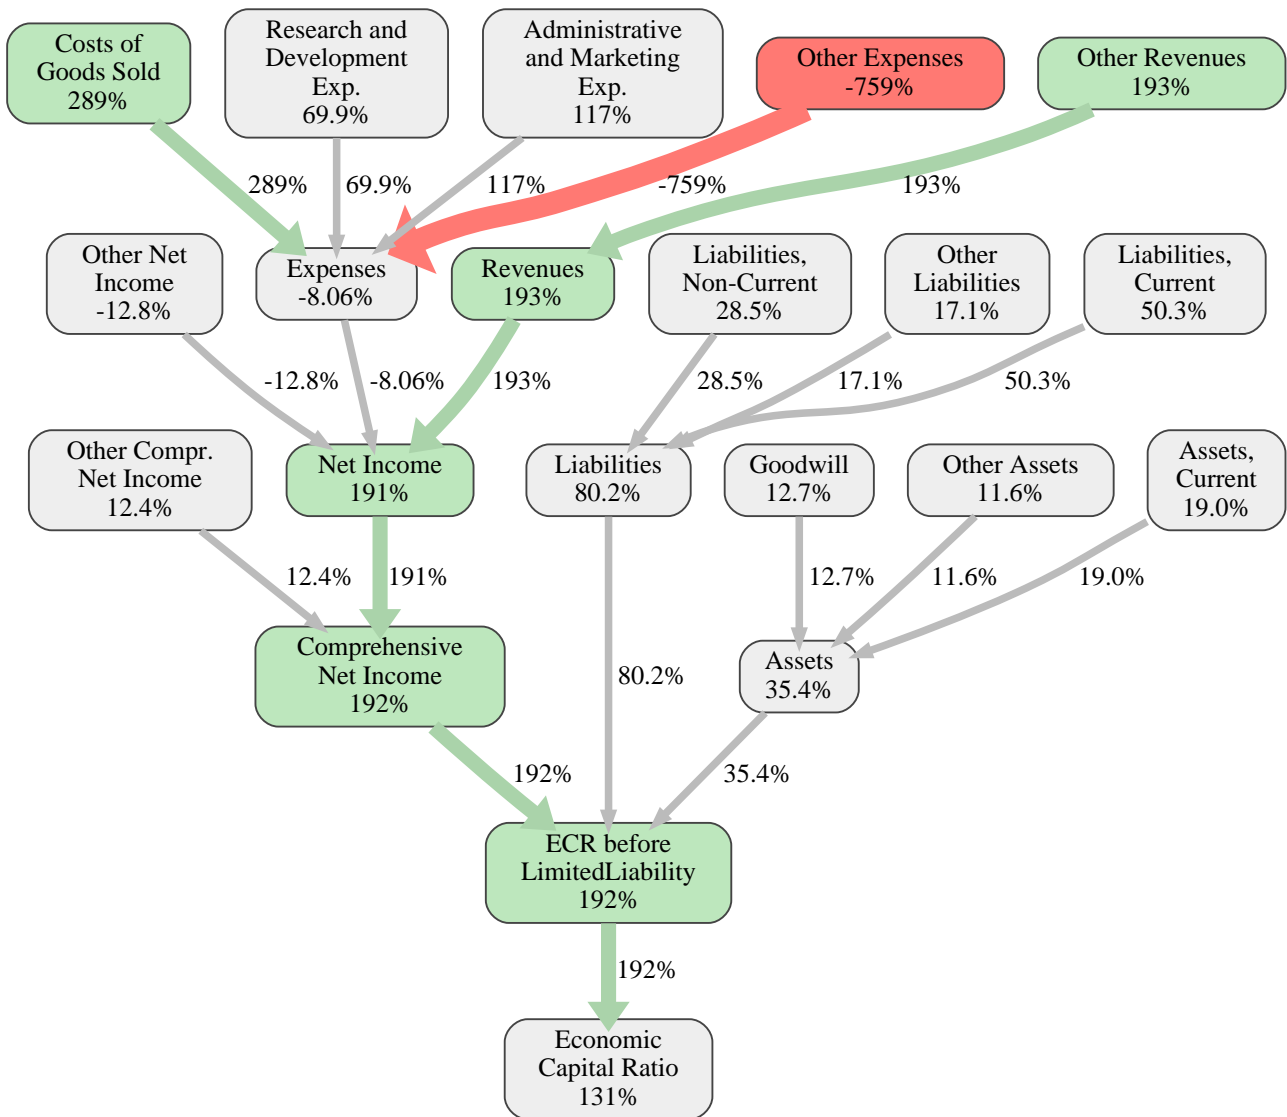 Costs of
Goods Sold
289%
Research and
Development
Exp.
69.9%
Administrative
and Marketing
Exp.
117%
Other Expenses
-759%
Other Revenues
193%
289%
69.9%
117%
-759%
193%
Other Net
Income
-12.8%
Expenses
-8.06%
Revenues
193%
Liabilities,
Non-Current
28.5%
Other
Liabilities
17.1%
Liabilities,
Current
50.3%
-12.8%
-8.06%
193%
28.5%
17.1%
50.3%
Other Compr.
Net Income
12.4%
Net Income
191%
Liabilities
80.2%
Goodwill
12.7%
Other Assets
11.6%
Assets,
Current
19.0%
12.4%
191%
12.7%
11.6%
19.0%
Comprehensive
Net Income
192%
80.2%
Assets
35.4%
192%
35.4%
ECR before
LimitedLiability
192%
192%
Economic
Capital Ratio
131%